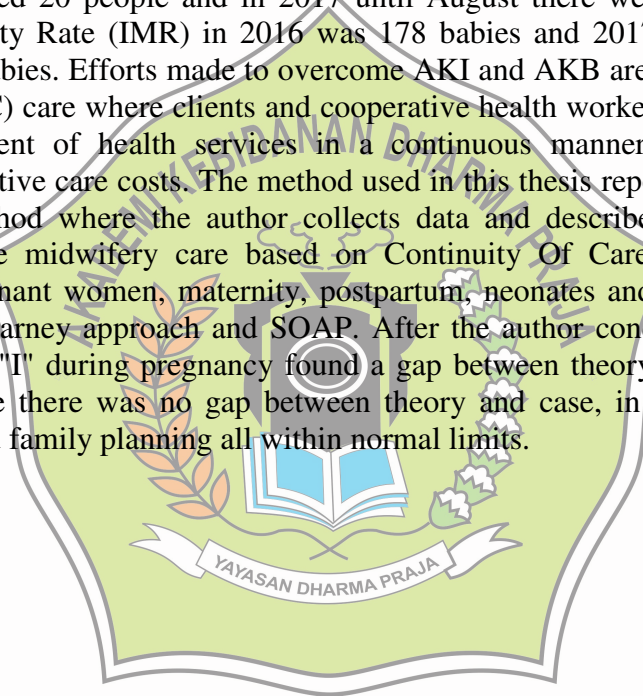 ed 20 people and in 2017 until August there we
ty Rate (IMR) in 2016 was 178 babies and 2017
bies. Efforts made to overcome AKI and AKB are
C) care where clients and cooperative health worke
ent of health services in a continuous manner
tive care costs. The method used in this thesis rep
hod where the author collects data and describe
e midwifery care based on Continuity Of Care
nant women, maternity, postpartum, neonates and
arney approach and SOAP. After the author con
"I" during pregnancy found a gap between theory
e there was no gap between theory and case, in
family planning all within normal limits.
AKADEMI KEBIDANAN DHARMA PRAJA
YAYASAN DHARMA PRAJA